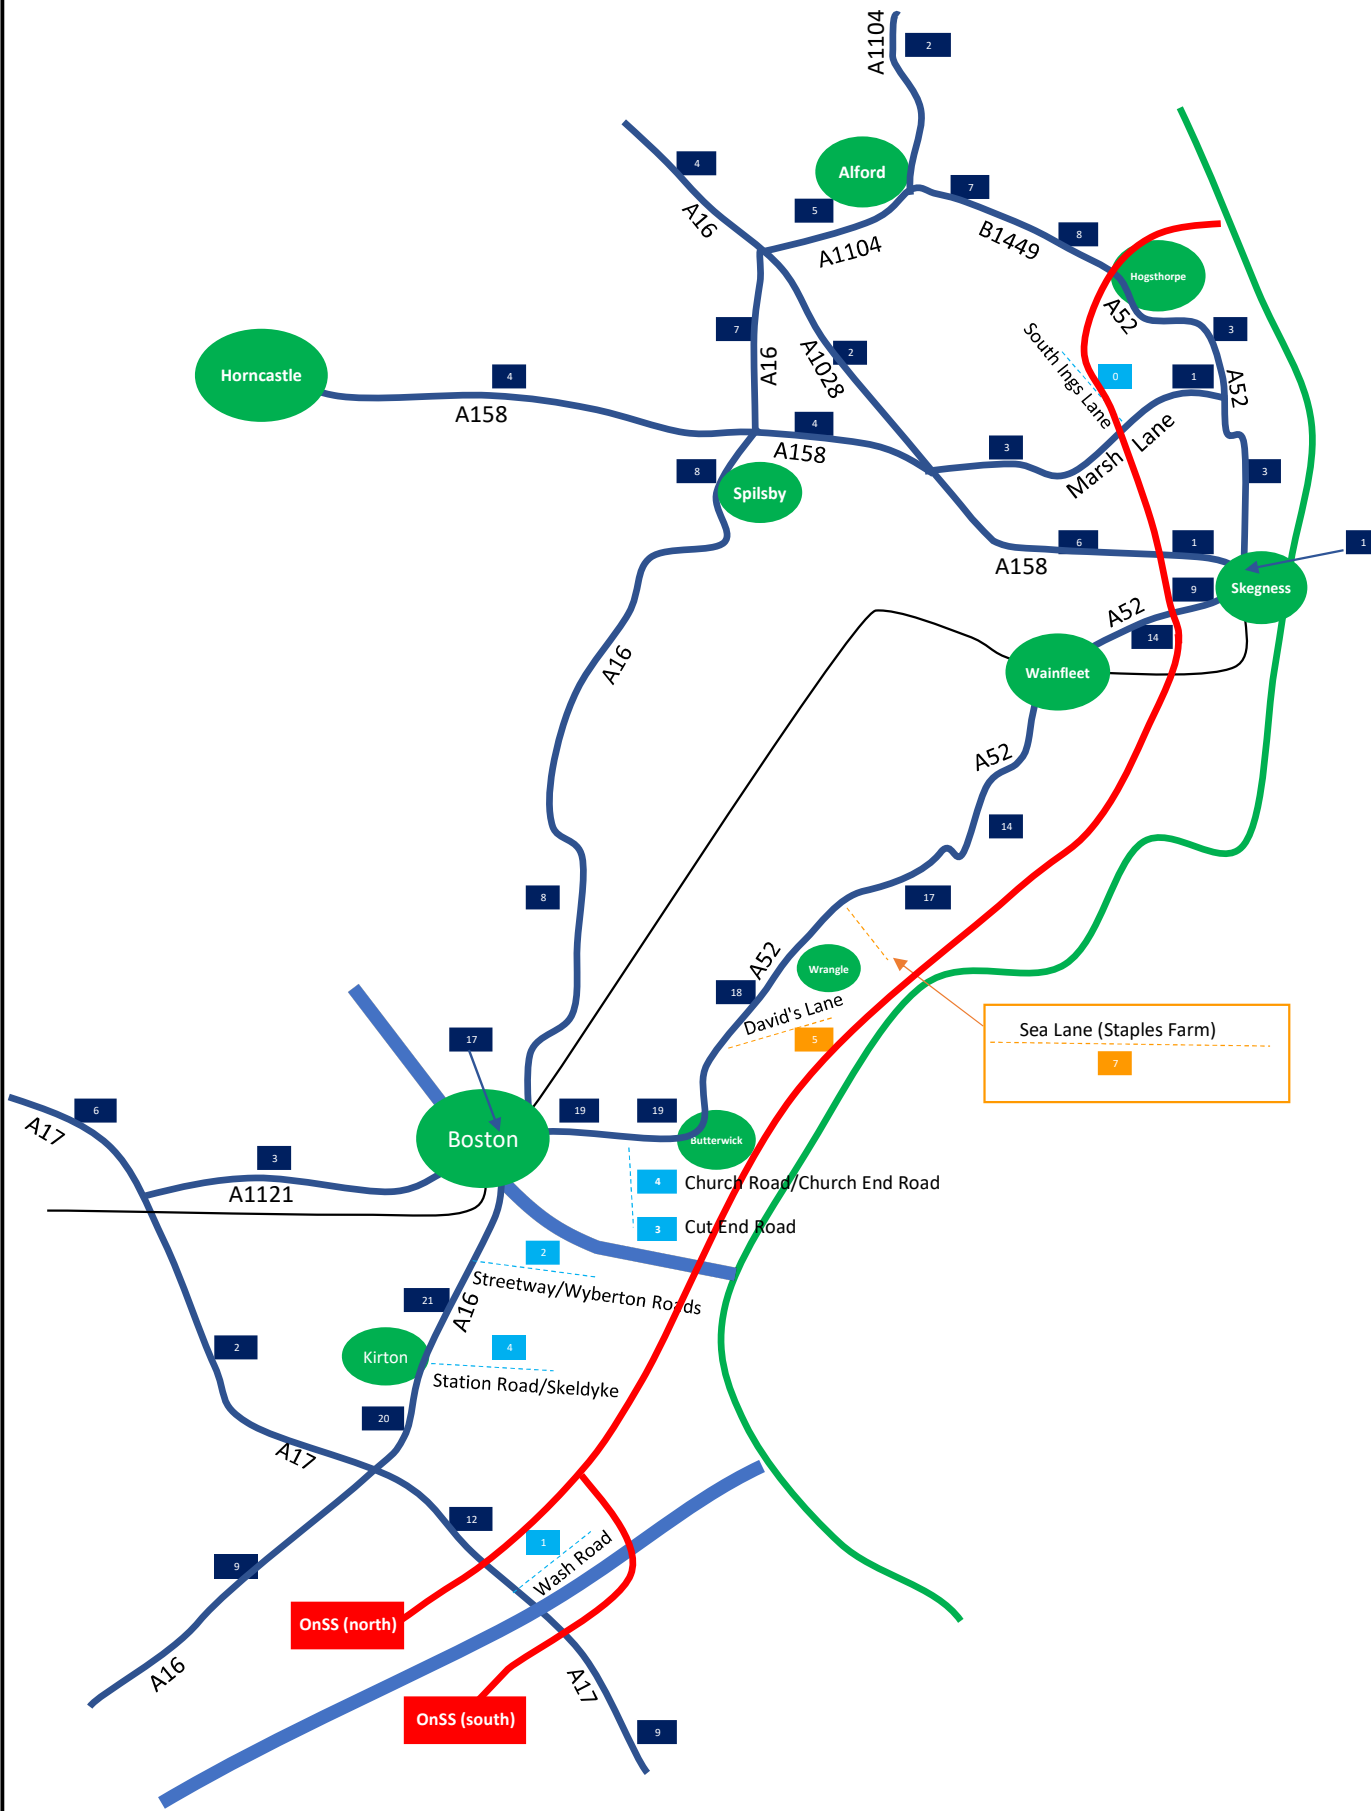 A1104
2
4
Alford
7
5
A16
A1104
B1449
8
Hogsthorpe
A52
3
7
A16
A1028
2
South Ings Lane
0
1
A52
Horncastle
4
A158
4
A158
3
Marsh Lane
8
Spilsby
3
6
1
1
A158
Skegness
9
A52
14
A16
Wainfleet
A52
14
8
17
A52
Wrangle
18
David's Lane
5
Sea Lane (Staples Farm)
7
17
6
A17
19
19
Boston
Butterwick
3
A1121
4
Church Road/Church End Road
3
Cut End Road
2
Streetway/Wyberton Roads
21
A16
2
4
Kirton
Station Road/Skeldyke
20
A17
12
1
Wash Road
9
OnSS (north)
A16
A17
OnSS (south)
9